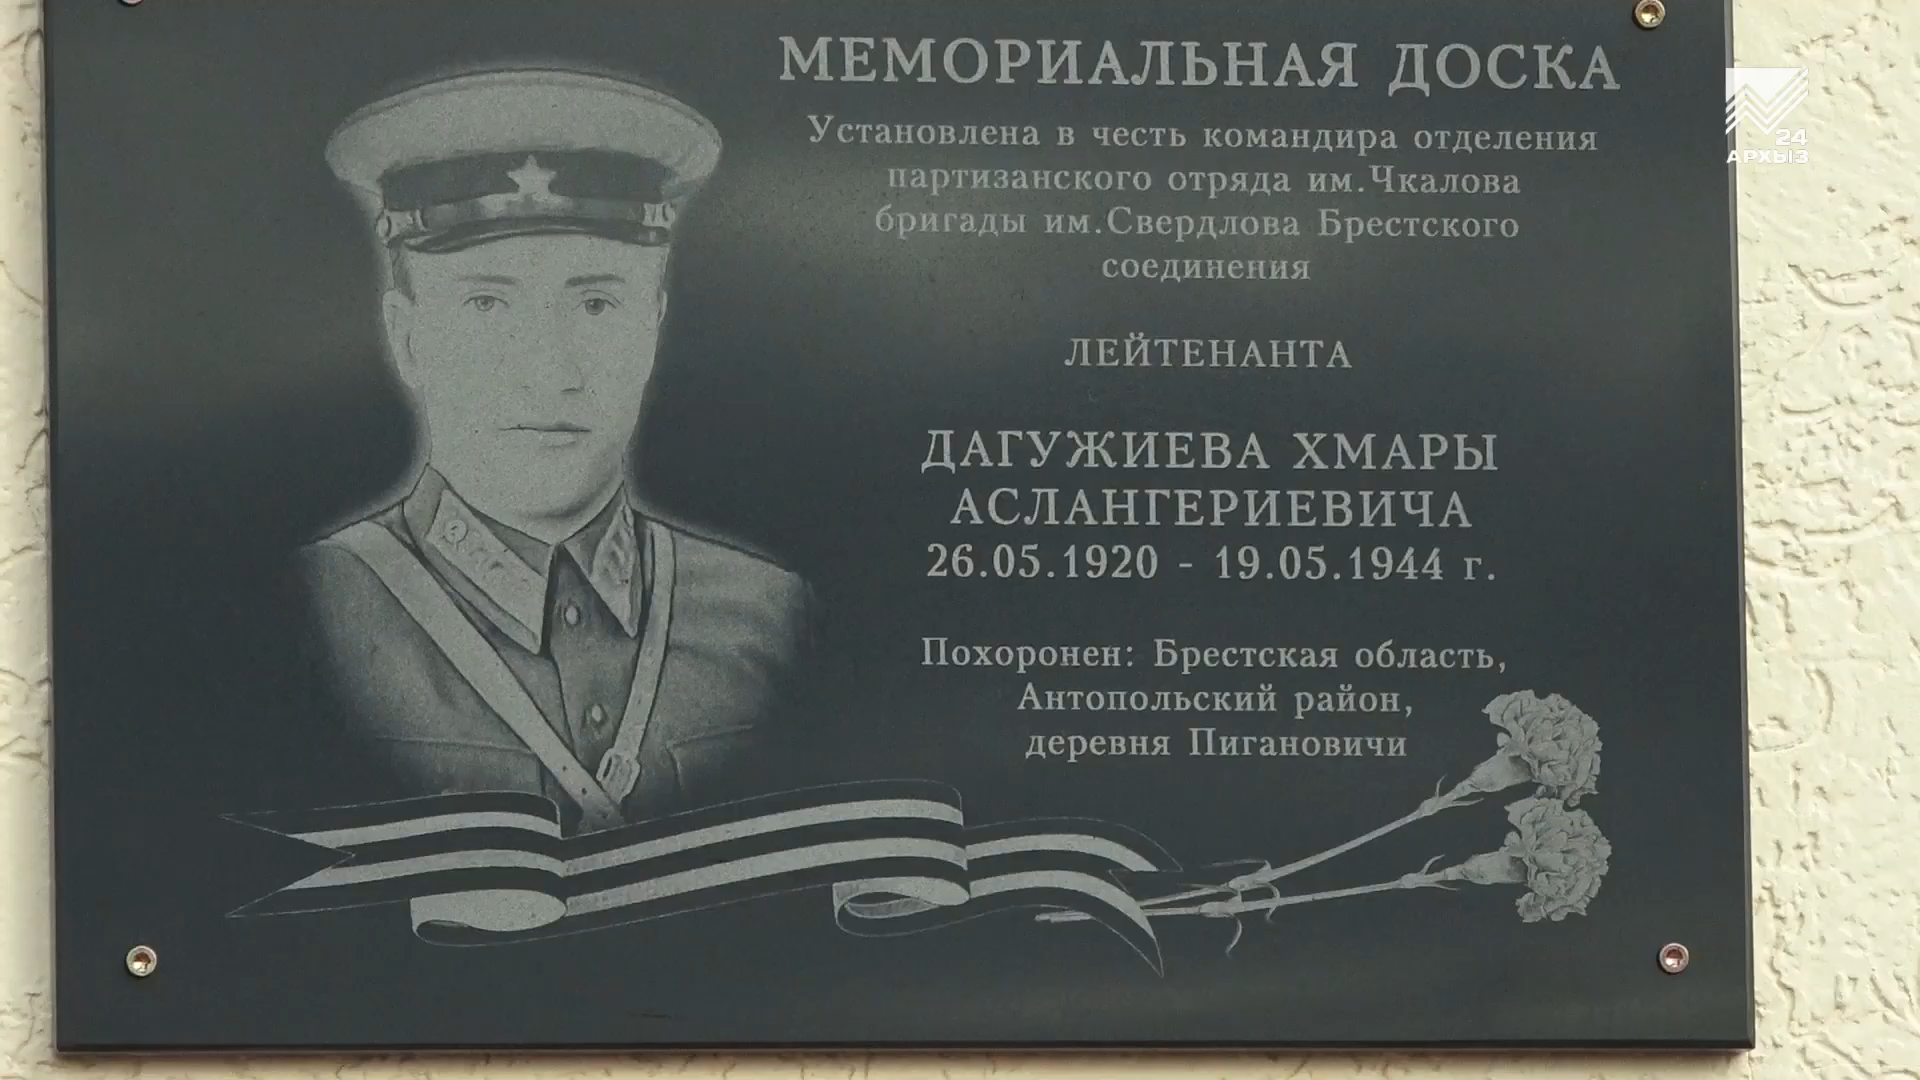 МЕМОРИАЛЬНАЯ ДОСКА
Установлена в честь командира отделения
партизанского отряда им.Чкалова
бригады им.Свердлова Брестского
соединения
ЛЕЙТЕНАНТА
ДАГУЖИЕВА ХМАРЫ
АСЛАНГЕРИЕВИЧА
26.05.1920 - 19.05.1944 г.
Похоронен: Брестская область,
Антопольский район,
деревня Пигановичи
24
АРХЫЗ